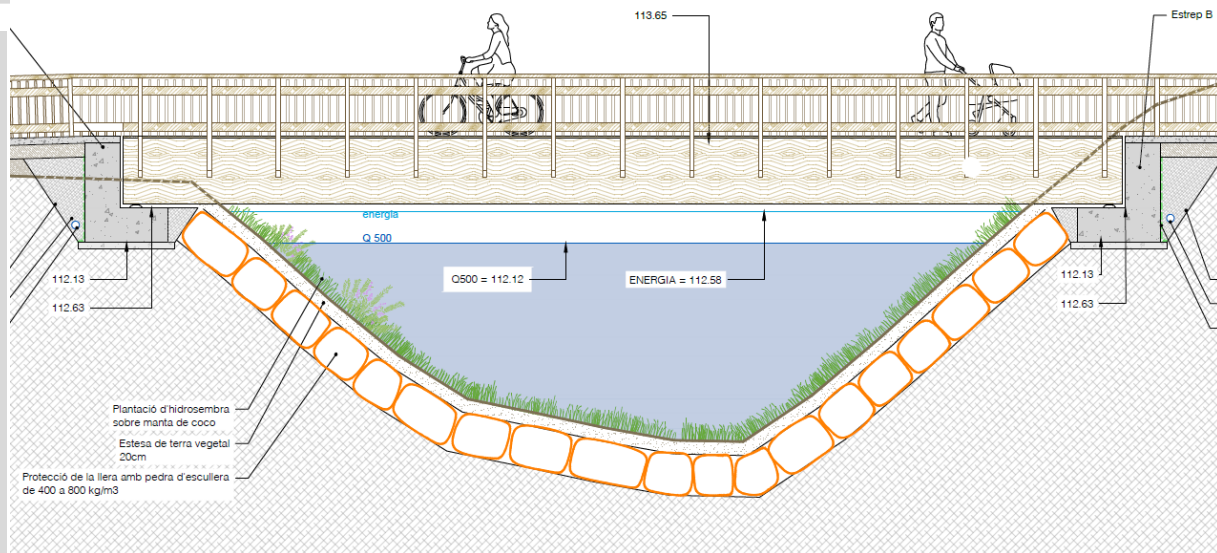 113.65
Estrep B
energia
Q 500
Q500 = 112.12
ENERGIA = 112.58
112.13
112.63
112.13
112.63
Plantació d'hidrosembra
sobre manta de coco
Estesa de terra vegetal
20cm
Protecció de la llera amb pedra d'escullera
de 400 a 800 kg/m3